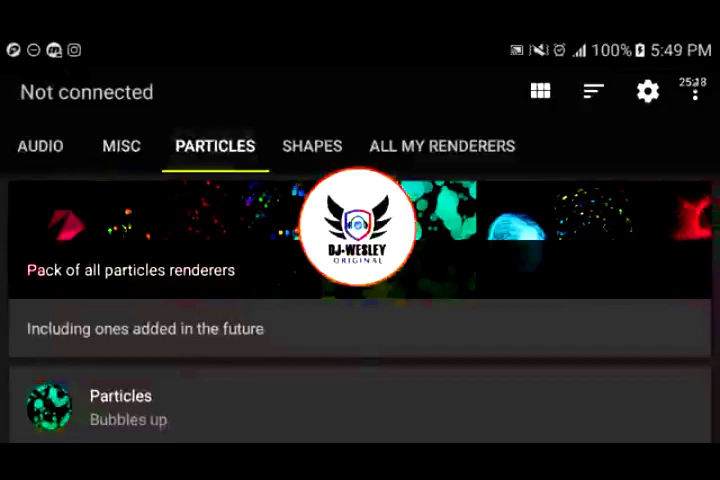 100% 5:49 PM
Not connected
25:18
AUDIO MISC PARTICLES SHAPES ALL MY RENDERERS
DJ-WESLEY
ORIGINAL
Pack of all particles renderers
Including ones added in the future
Particles
Bubbles up